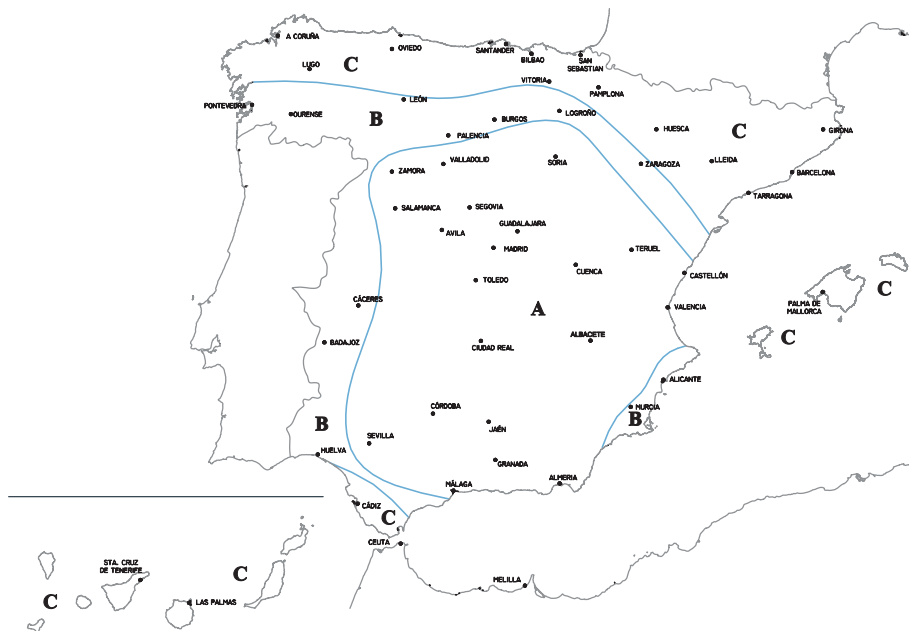 A CORUÑA
OVIEDO
SANTANDER
BILBAO
SAN
SEBASTIAN
LUGO
C
VITORIA
PAMPLONA
PONTEVEDRA
LEÓN
OURENSE
B
BURGOS
LOGROÑO
HUESCA
C
GIRONA
PALENCIA
VALLADOLID
SORIA
ZARAGOZA
LLEIDA
ZAMORA
BARCELONA
TARRAGONA
SALAMANCA
SEGOVIA
GUADALAJARA
AVILA
MADRID
TERUEL
CUENCA
CASTELLÓN
TOLEDO
C
CÁCERES
A
VALENCIA
PALMA DE
MALLORCA
BADAJOZ
CIUDAD REAL
ALBACETE
C
ALICANTE
CÓRDOBA
MURCIA
B
JAÉN
B
SEVILLA
HUELVA
GRANADA
MÁLAGA
ALMERIA
CÁDIZ
C
CEUTA
STA. CRUZ
DE TENERIFE
C
MELILLA
C
LAS PALMAS